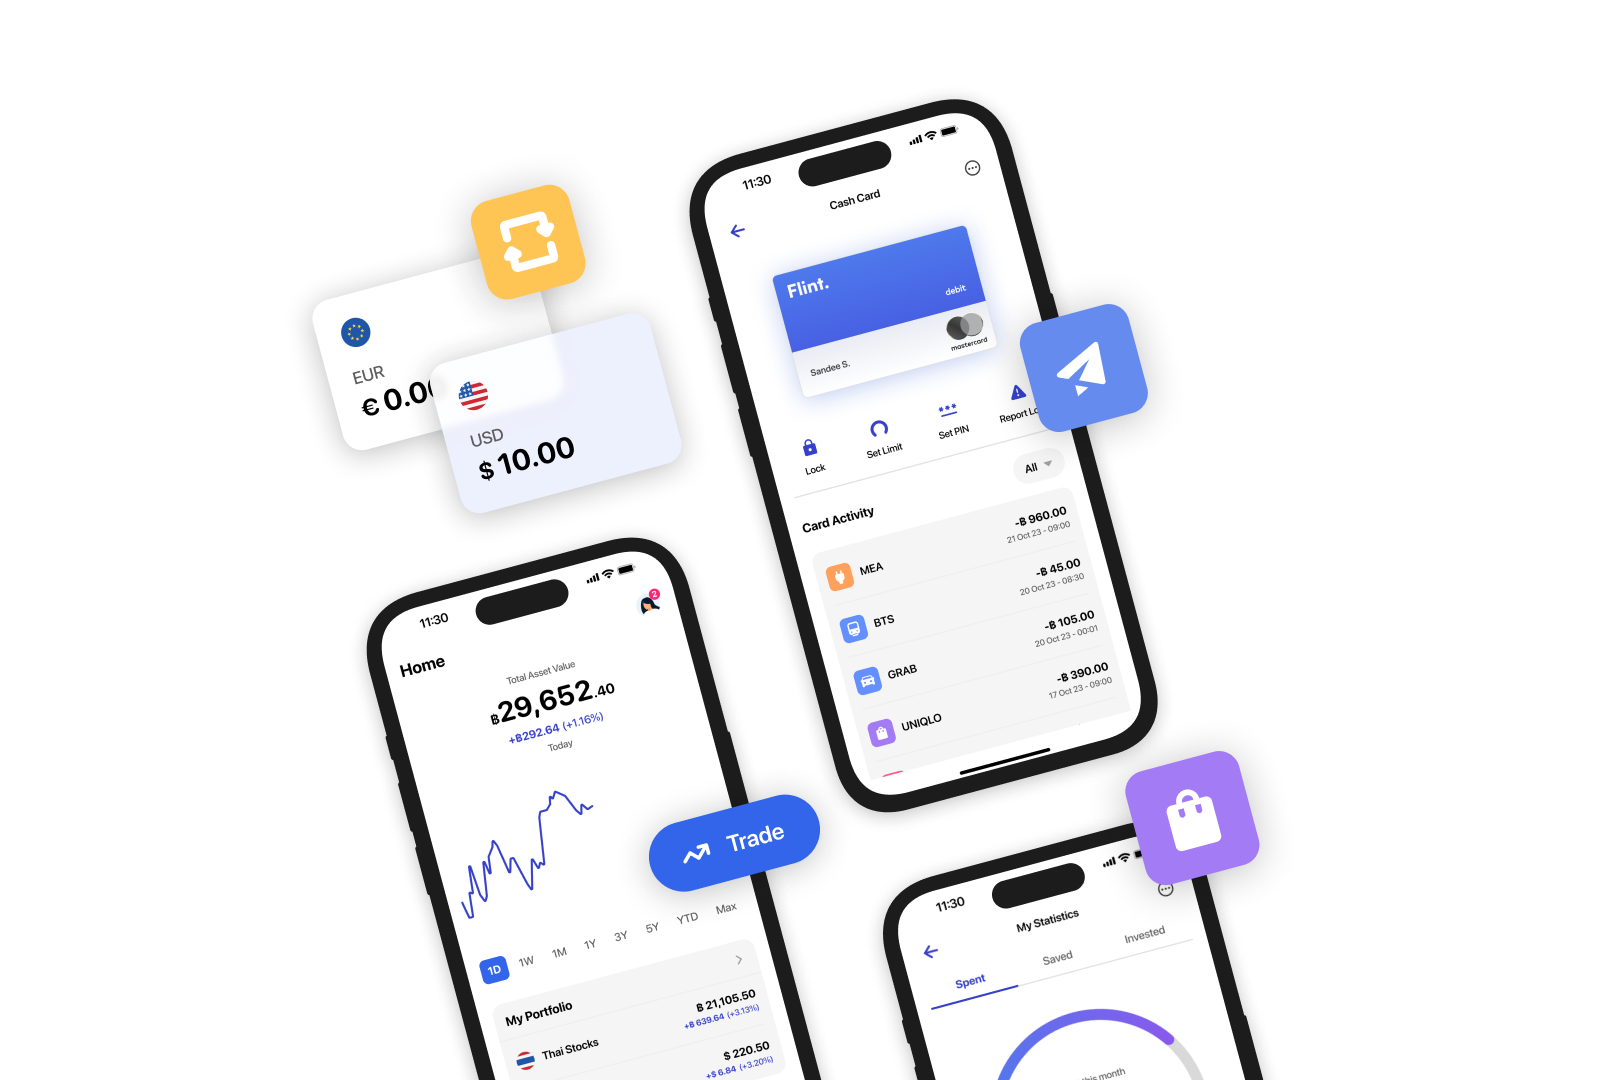 EUR
€ 0.00
USD
$ 10.00
11:30
Cash Card
Flint.
debit
Sandee S.
mastercard
Lock
Set Limit
Set PIN
Report
All
Card Activity
MEA
-฿ 960.00
21 Oct 23 - 09:00
BTS
-฿ 45.00
20 Oct 23 - 08:30
GRAB
-฿ 105.00
20 Oct 23 - 00:01
UNIQLO
-฿ 390.00
17 Oct 23 - 09:00
11:30
2
Home
Total Asset Value
฿29,652.40
+฿292.64 (+1.16%)
Today
Trade
1D 1W 1M 1Y 3Y 5Y YTD Max
My Portfolio
Thai Stocks
฿ 21,105.50
+฿ 639.64 (+3.13%)
$ 220.50
+$ 6.84 (+3.20%)
11:30
My Statistics
Spent
Saved
Invested
this month